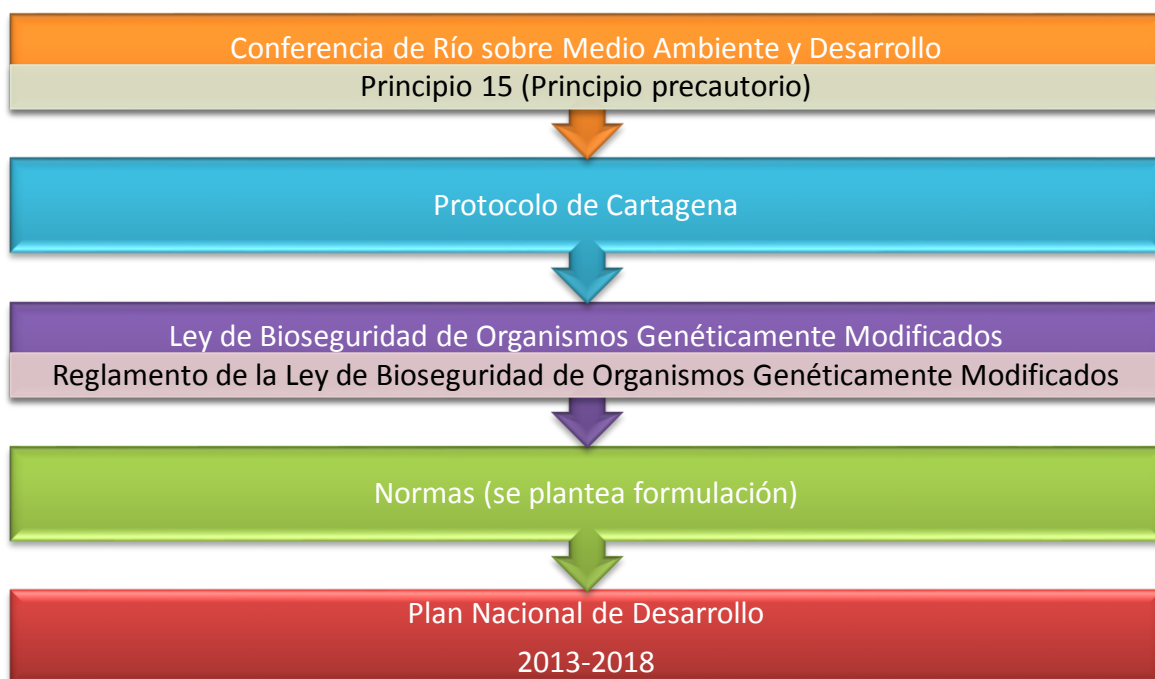 Conferencia de Río sobre Medio Ambiente y Desarrollo
Principio 15 (Principio precautorio)
Protocolo de Cartagena
Ley de Bioseguridad de Organismos Genéticamente Modificados
Reglamento de la Ley de Bioseguridad de Organismos Genéticamente Modificados
Normas (se plantea formulación)
Plan Nacional de Desarrollo
2013-2018